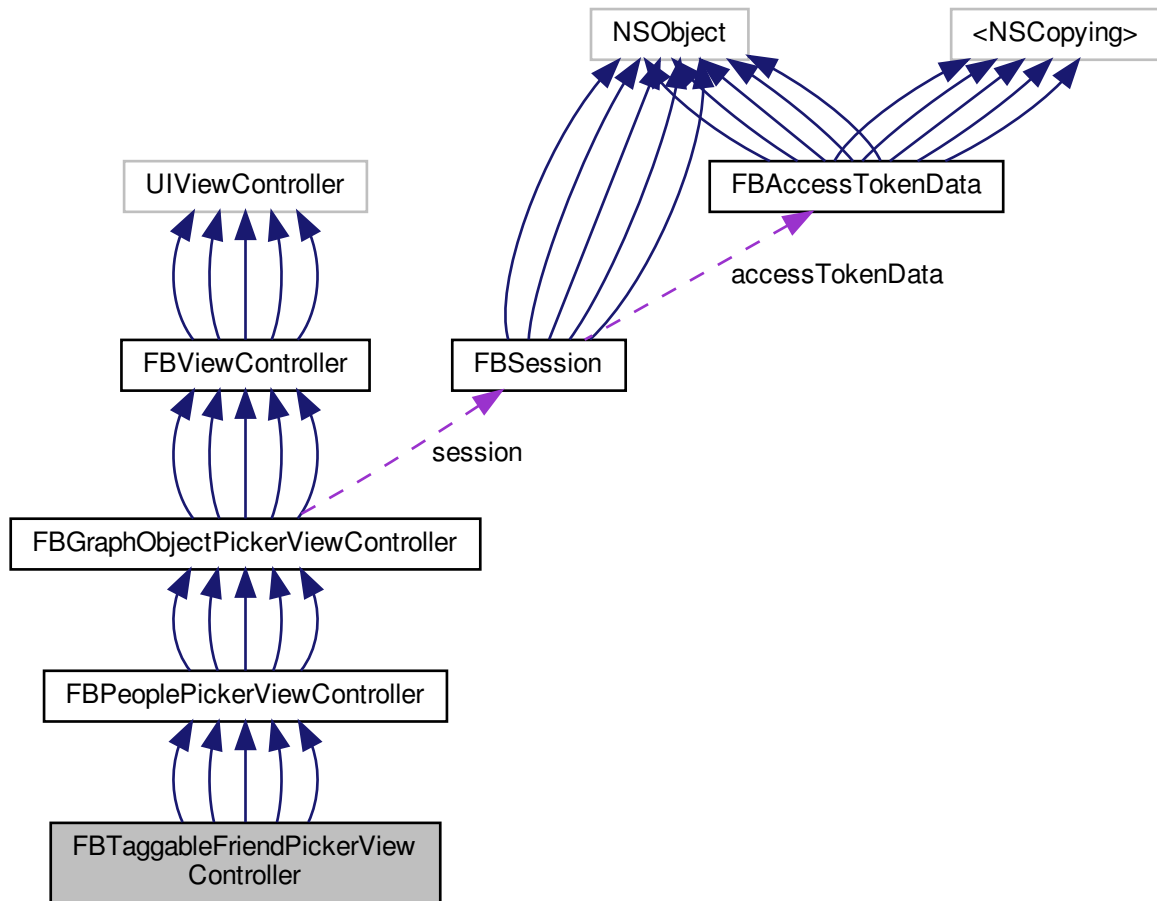 NSObject
<NSCopying>
UIViewController
FBAccessTokenData
accessTokenData
FBViewController
FBSession
session
FBGraphObjectPickerViewController
FBPeoplePickerViewController
FBTaggableFriendPickerView
Controller